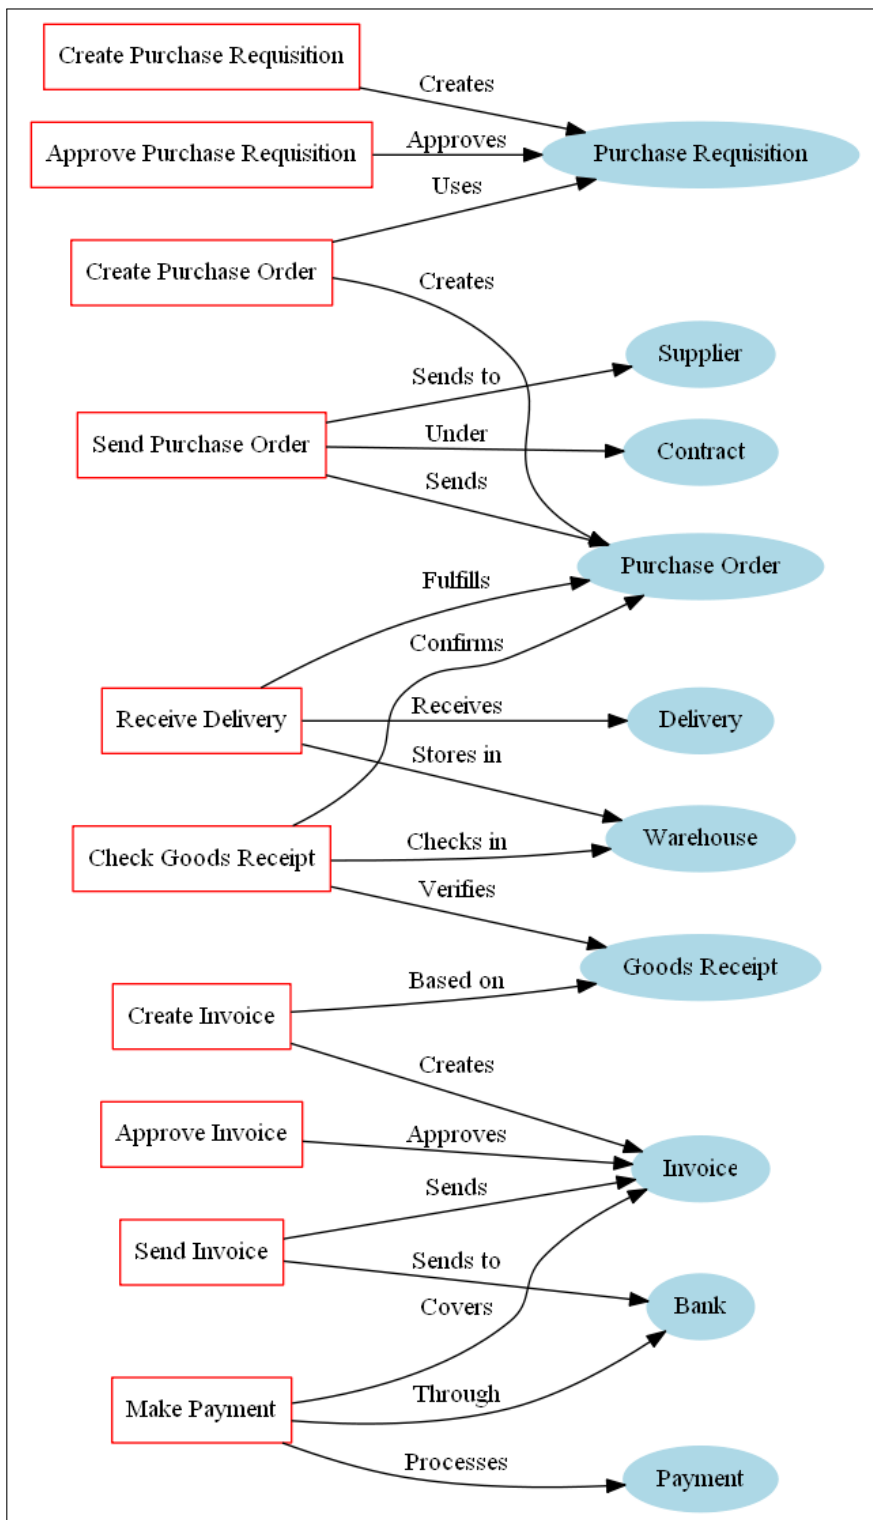 Create Purchase Requisition
Creates
Approve Purchase Requisition
Approves
Purchase Requisition
Uses
Create Purchase Order
Creates
Supplier
Sends to
Send Purchase Order
Under
Contract
Sends
Purchase Order
Fulfills
Confirms
Receive Delivery
Receives
Delivery
Stores in
Warehouse
Checks in
Check Goods Receipt
Verifies
Goods Receipt
Based on
Create Invoice
Creates
Approve Invoice
Approves
Invoice
Sends
Send Invoice
Sends to
Bank
Covers
Through
Make Payment
Processes
Payment